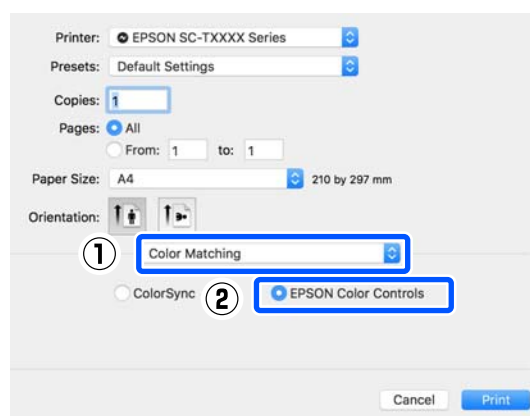 Printer: EPSON SC-TXXXX Series
Presets: Default Settings
Copies: 1
Pages: All
From: 1 to: 1
Paper Size: A4 210 by 297 mm
Orientation:
① Color Matching
ColorSync ② EPSON Color Controls
Cancel Print